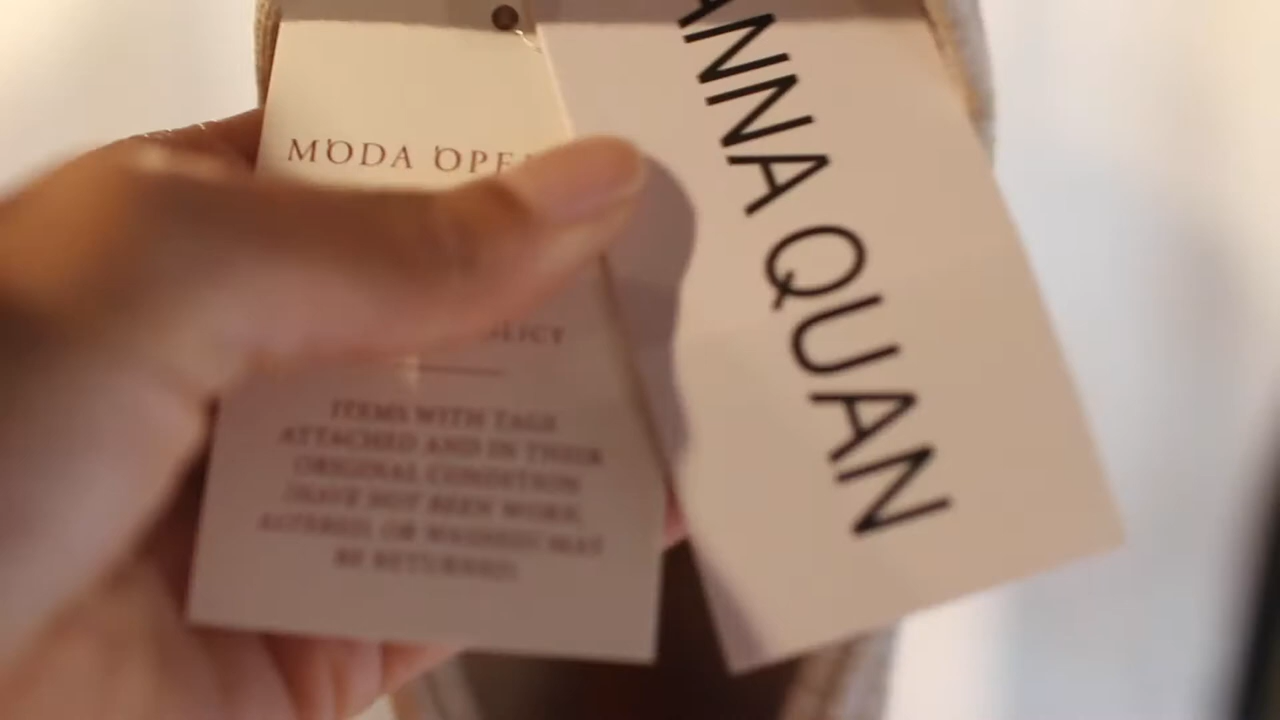 MODA OPE
OLICY
ITEMS WITH TAGS
ATTACHED AND IN THEIR
ORIGINAL CONDITION
(HAVE NOT BEEN WORN,
ALTERED, OR WASHED) MAY
BE RETURNED.
ANNA QUAN